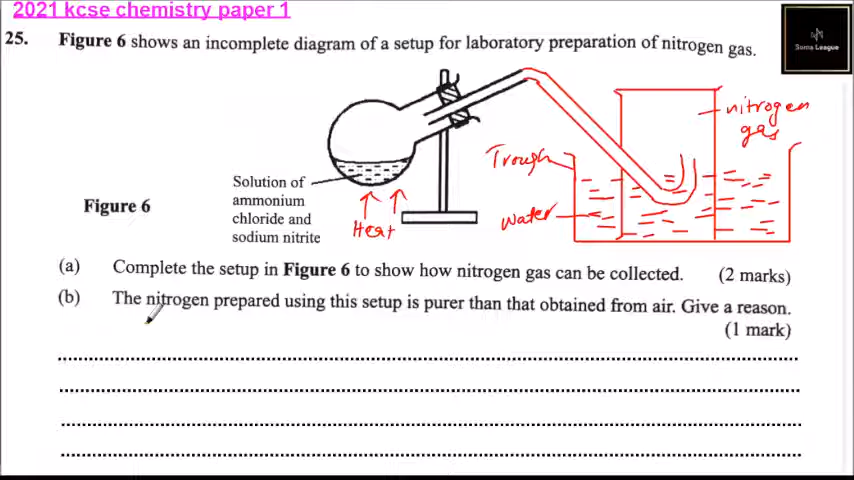 2021 kcse chemistry paper 1
25. Figure 6 shows an incomplete diagram of a setup for laboratory preparation of nitrogen gas.
Soma League
nitrogen
gas
Trough
Solution of
ammonium
chloride and
sodium nitrite
Water
Heat
Figure 6
(a) Complete the setup in Figure 6 to show how nitrogen gas can be collected. (2 marks)
(b) The nitrogen prepared using this setup is purer than that obtained from air. Give a reason.
(1 mark)